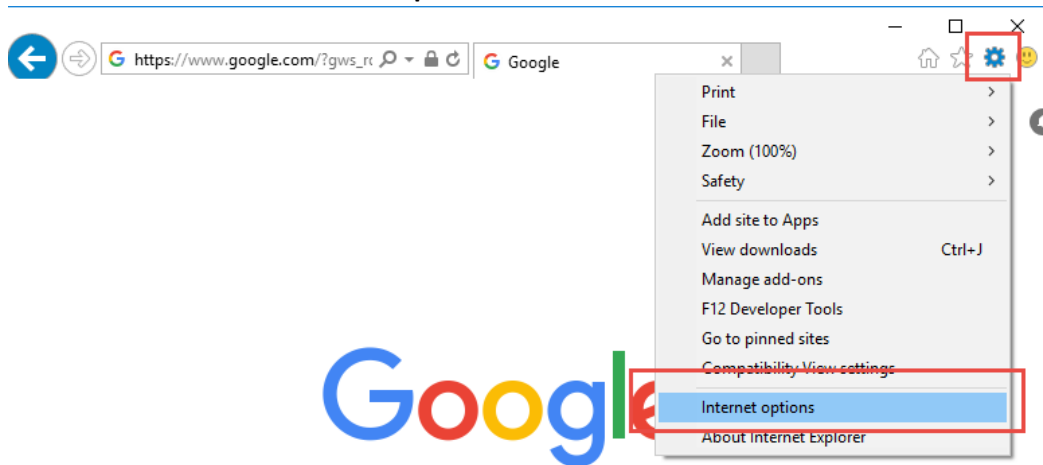 https://www.google.com/?gws_rc
Google
Print
File
Zoom (100%)
Safety
Add site to Apps
View downloads Ctrl+J
Manage add-ons
F12 Developer Tools
Go to pinned sites
Compatibility View settings
Internet options
About Internet Explorer
Google